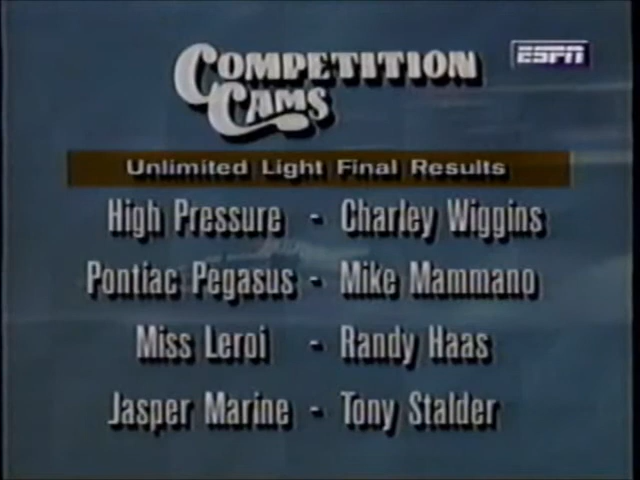 COMPETITION
CAMS
ESPN
Unlimited Light Final Results
High Pressure - Charley Wiggins
Pontiac Pegasus - Mike Mammano
Miss Leroi - Randy Haas
Jasper Marine - Tony Stalder